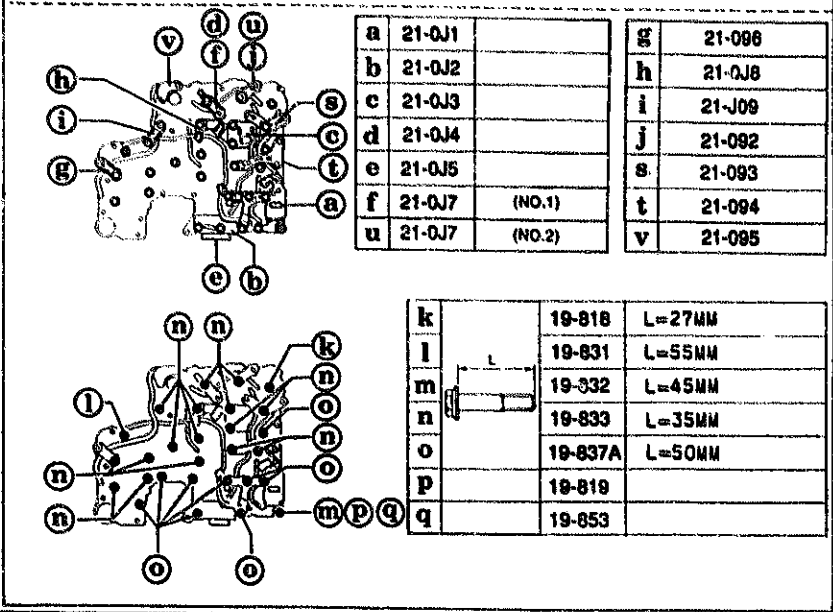 d u
v f j
h
s
i c
g t
a
e b
a 21-0J1
b 21-0J2
c 21-0J3
d 21-0J4
e 21-0J5
f 21-0J7 (NO.1)
u 21-0J7 (NO.2)
g 21-096
h 21-0J8
i 21-J09
j 21-092
s 21-093
t 21-094
v 21-095
n n k
n
l o
n
n o
n m p q
o o
k 19-818 L=27MM
l 19-831 L=55MM
m 19-832 L=45MM
n 19-833 L=35MM
o 19-837A L=50MM
p 19-819
q 19-853
L